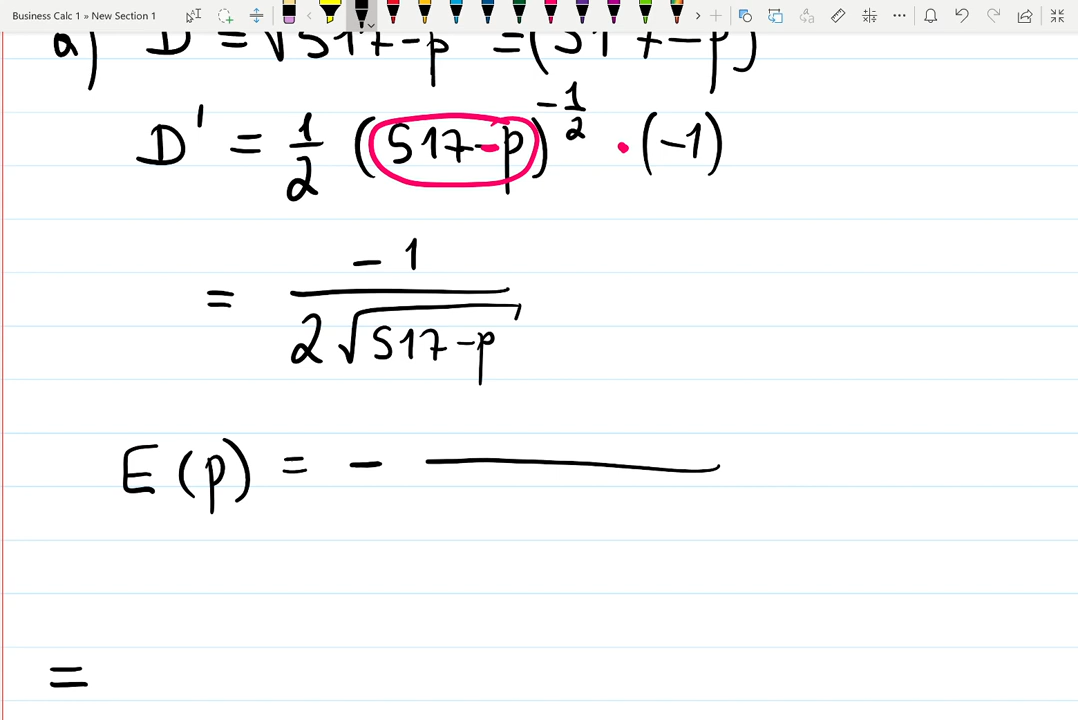 Business Calc 1 » New Section 1
a) D = √517-p = (517-p)
D' = 1/2 (517-p)^-1/2 · (-1)
= -1/(2√517-p)
E(p) = -
=